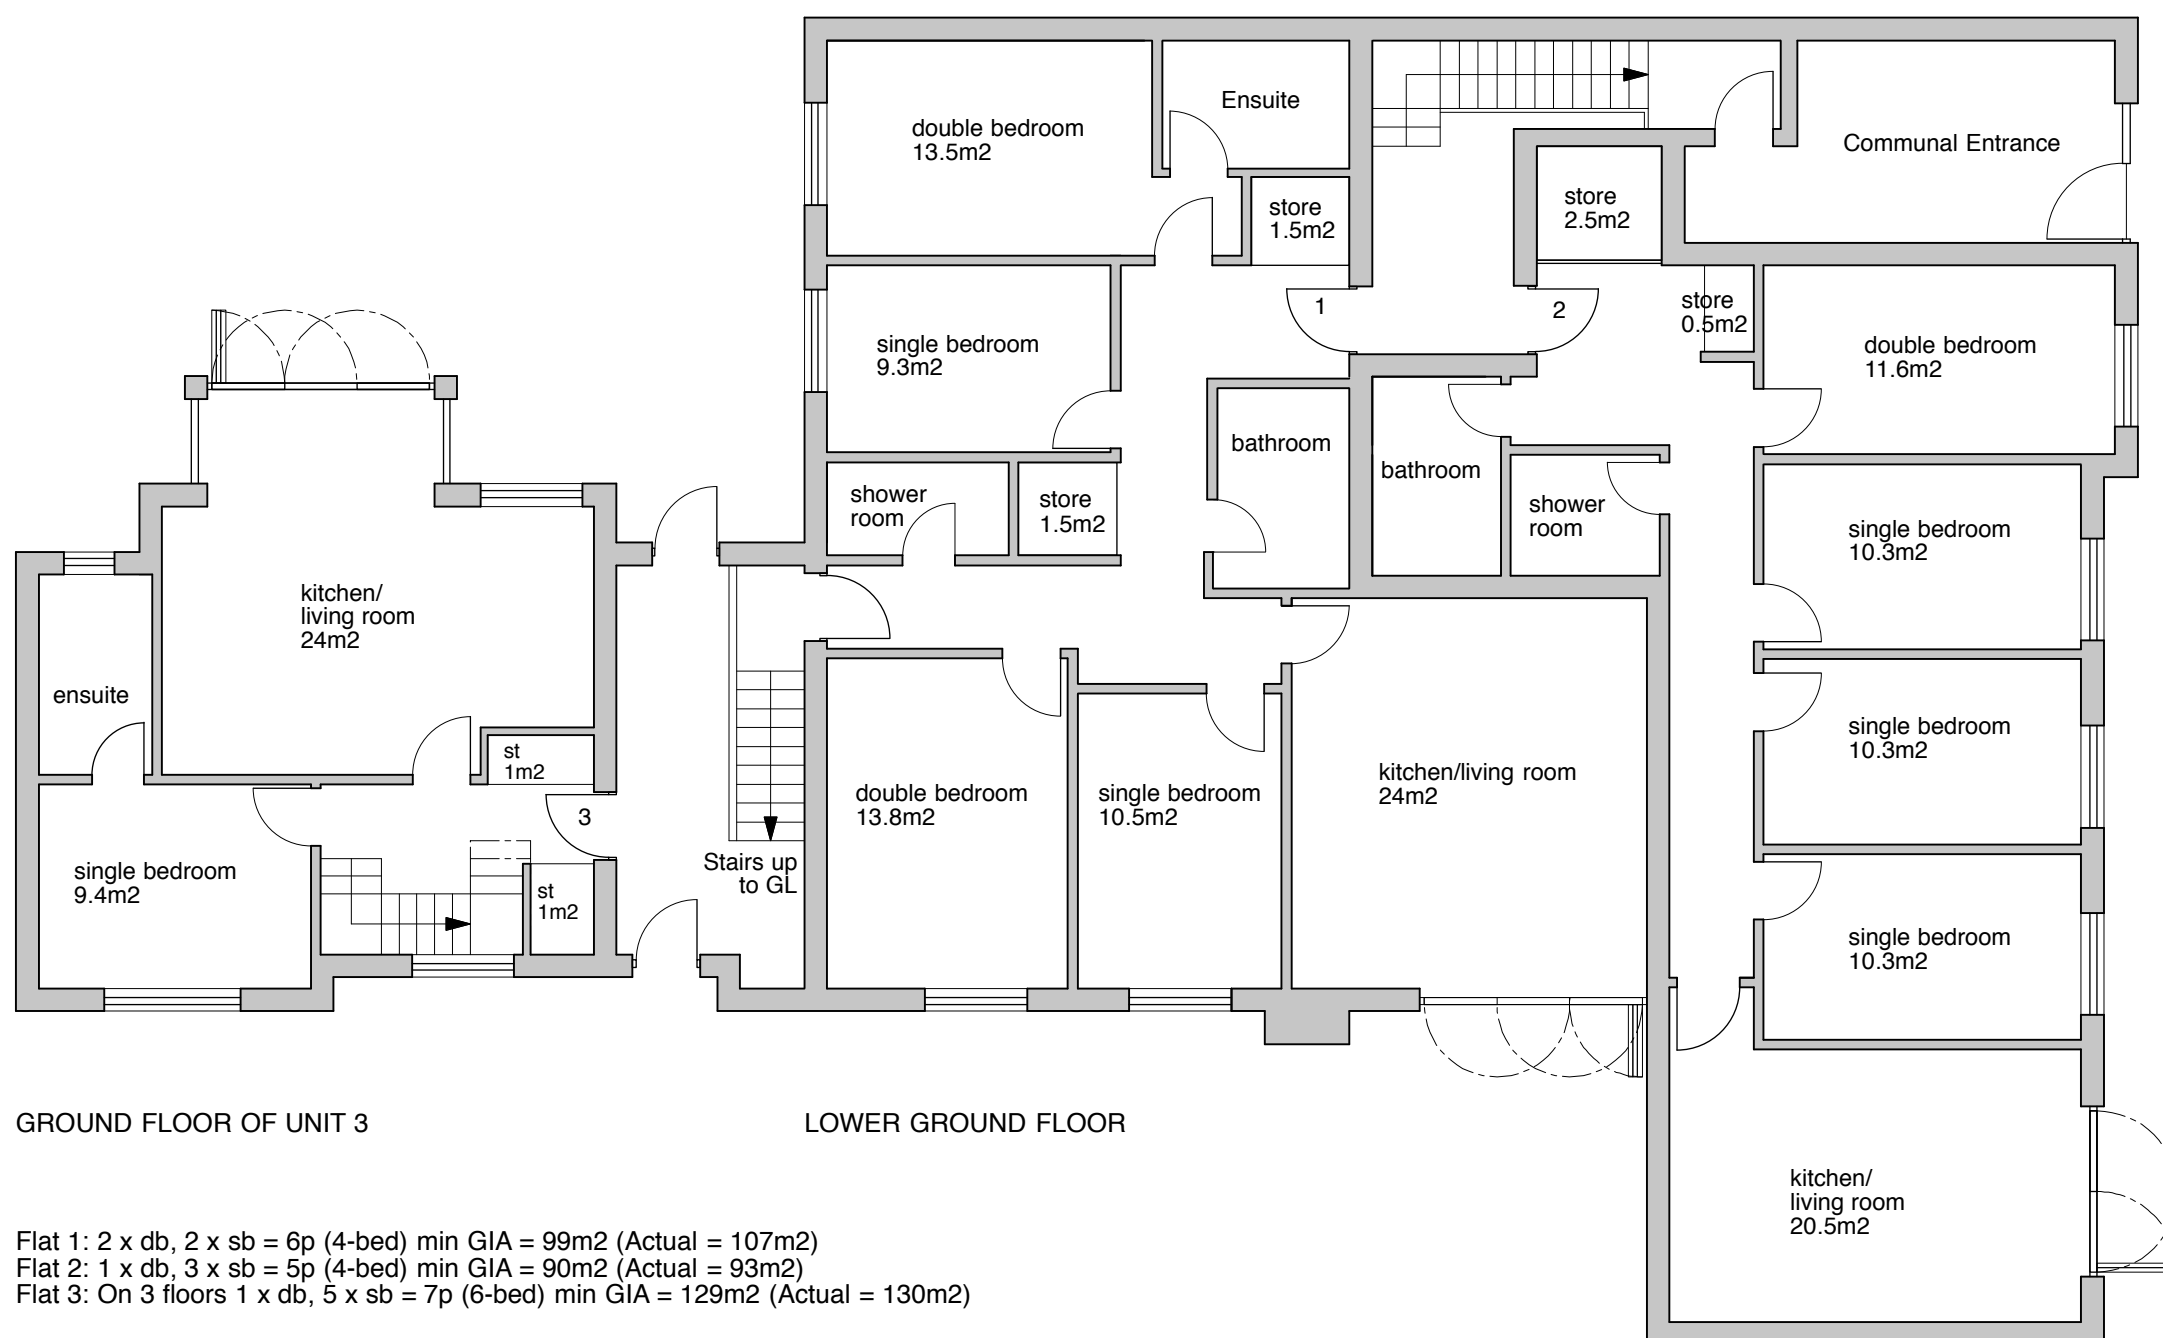 double bedroom
13.5m2
Ensuite
Communal Entrance
store
1.5m2
store
2.5m2
single bedroom
9.3m2
1
2
store
0.5m2
double bedroom
11.6m2
bathroom
bathroom
shower
room
store
1.5m2
shower
room
single bedroom
10.3m2
kitchen/
living room
24m2
ensuite
st
1m2
3
single bedroom
9.4m2
st
1m2
Stairs up
to GL
double bedroom
13.8m2
single bedroom
10.5m2
kitchen/living room
24m2
single bedroom
10.3m2
single bedroom
10.3m2
kitchen/
living room
20.5m2
GROUND FLOOR OF UNIT 3
LOWER GROUND FLOOR
Flat 1: 2 x db, 2 x sb = 6p (4-bed) min GIA = 99m2 (Actual = 107m2)
Flat 2: 1 x db, 3 x sb = 5p (4-bed) min GIA = 90m2 (Actual = 93m2)
Flat 3: On 3 floors 1 x db, 5 x sb = 7p (6-bed) min GIA = 129m2 (Actual = 130m2)